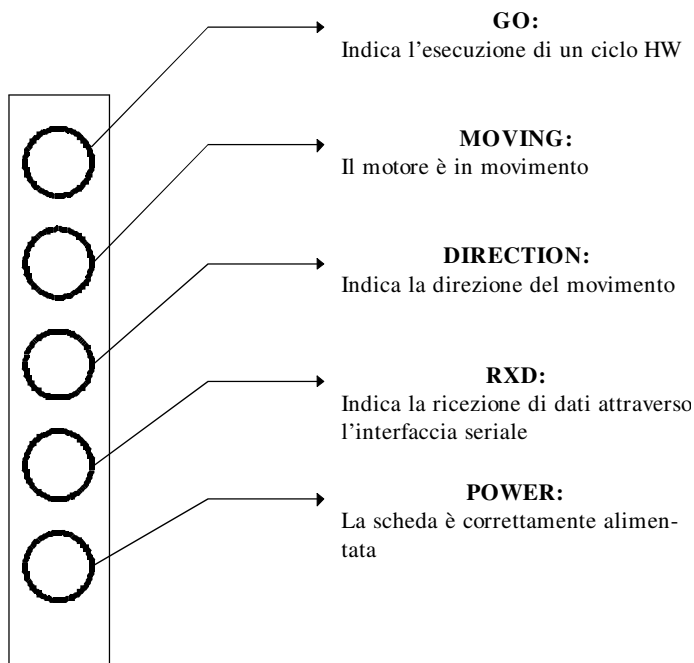 GO:
Indica l'esecuzione di un ciclo HW
MOVING:
Il motore è in movimento
DIRECTION:
Indica la direzione del movimento
RXD:
Indica la ricezione di dati attraverso
l'interfaccia seriale
POWER:
La scheda è correttamente alimen-
tata